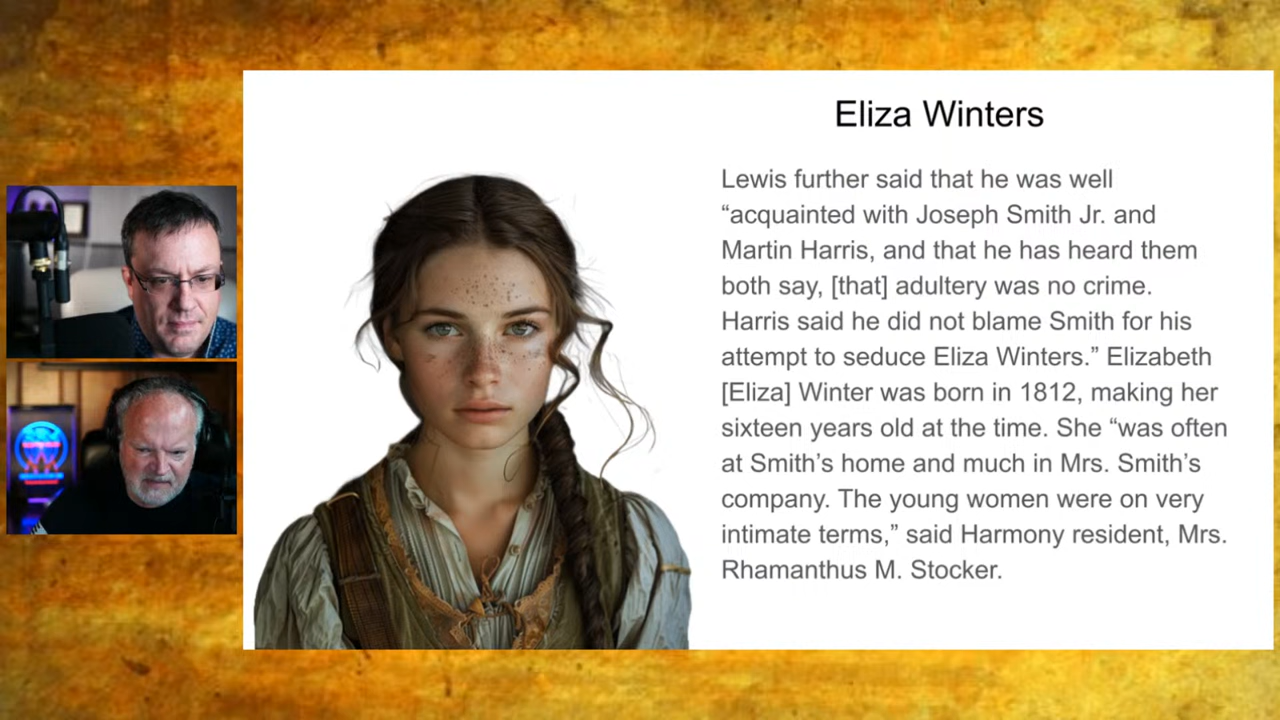 Eliza Winters
Lewis further said that he was well
“acquainted with Joseph Smith Jr. and
Martin Harris, and that he has heard them
both say, [that] adultery was no crime.
Harris said he did not blame Smith for his
attempt to seduce Eliza Winters.” Elizabeth
[Eliza] Winter was born in 1812, making her
sixteen years old at the time. She “was often
at Smith’s home and much in Mrs. Smith’s
company. The young women were on very
intimate terms,” said Harmony resident, Mrs.
Rhamanthus M. Stocker.